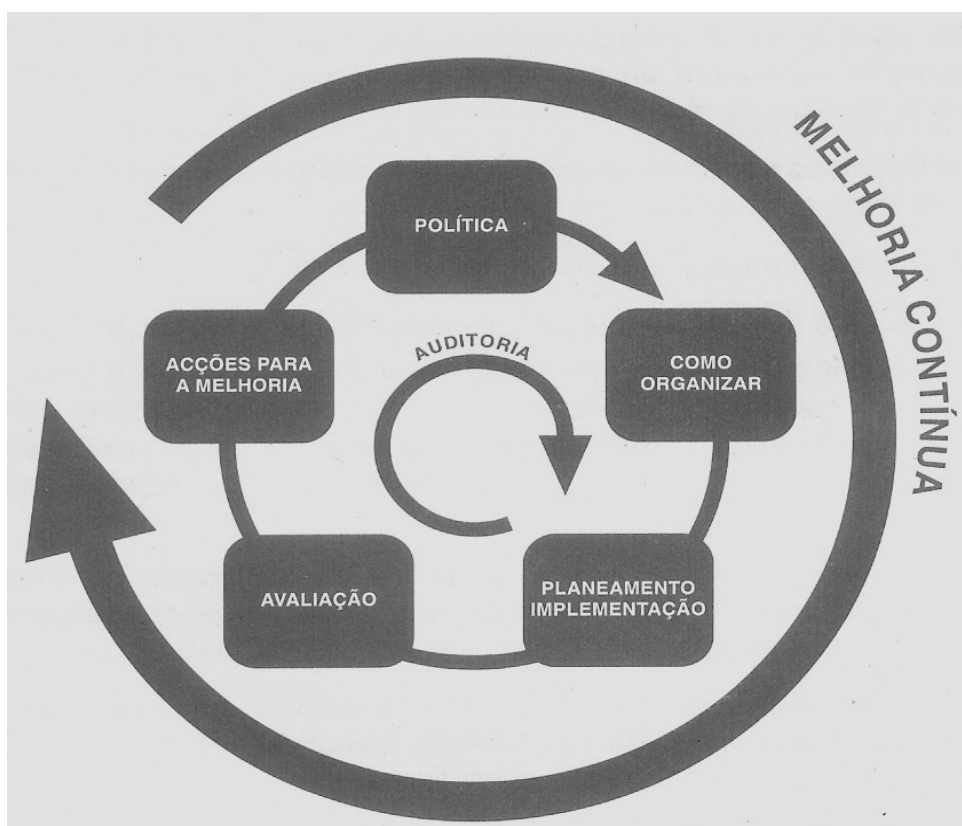 MELHORIA CONTÍNUA
POLÍTICA
COMO
ORGANIZAR
PLANEAMENTO
IMPLEMENTAÇÃO
AVALIAÇÃO
ACÇÕES PARA
A MELHORIA
AUDITORIA